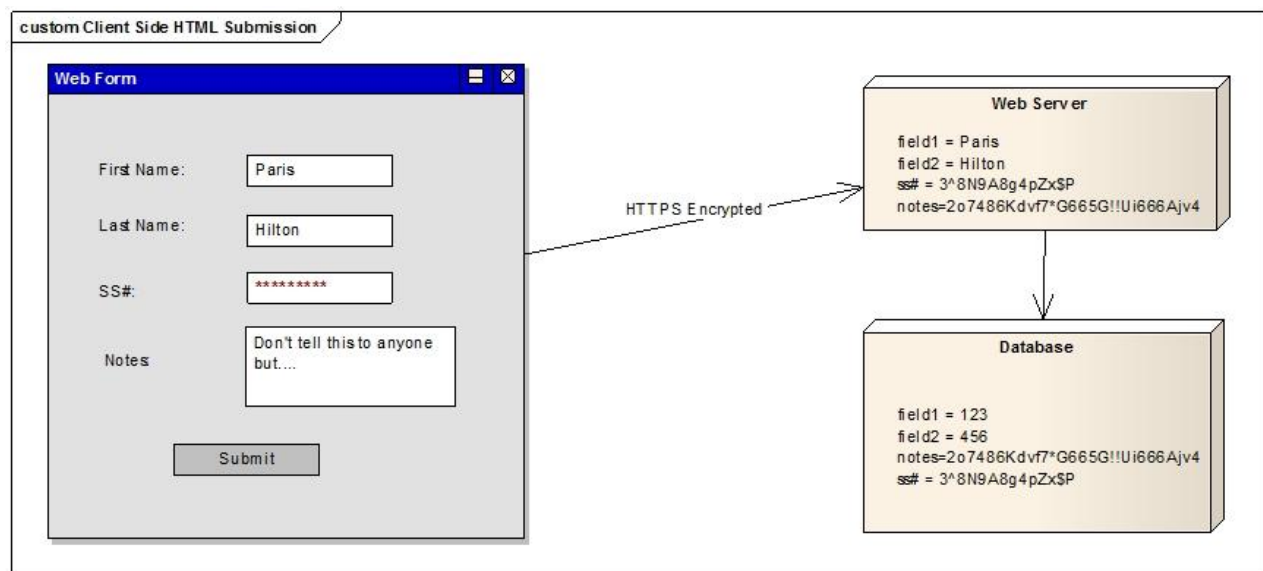 custom Client Side HTML Submission
Web Form
First Name:
Paris
Last Name:
Hilton
SS#:
*********
Notes:
Don't tell this to anyone
but....
Submit
HTTPS Encrypted
Web Server
field1 = Paris
field2 = Hilton
ss# = 3^8N9A8g4pZx$P
notes=2o7486Kdvf7*G665G!!Ui666Ajv4
Database
field1 = 123
field2 = 456
notes=2o7486Kdvf7*G665G!!Ui666Ajv4
ss# = 3^8N9A8g4pZx$P